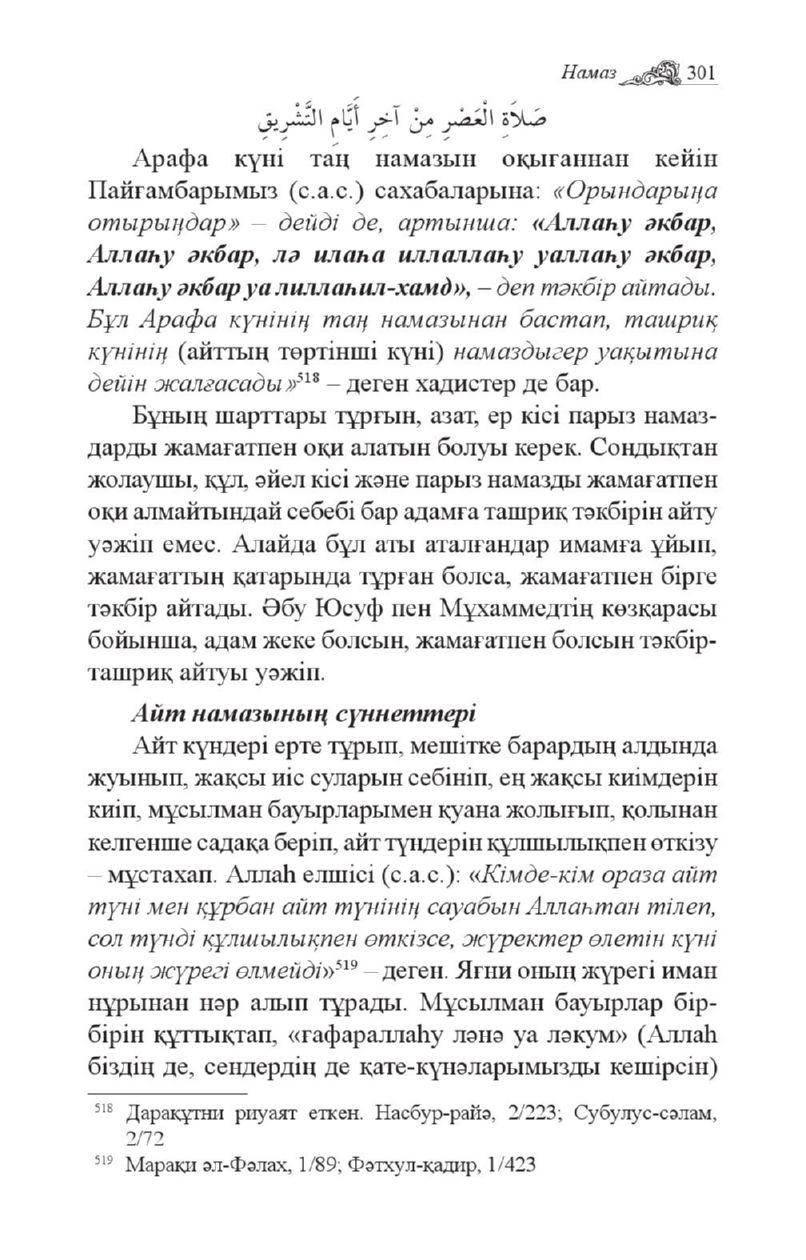 Намаз 301
صَلاَةِ الْعَصْرِ مِنْ آخِرِ أَيَّامِ التَّشْرِيقِ
Арафа күні таң намазын оқығаннан кейін
Пайғамбарымыз (с.а.с.) сахабаларына: «Орындарыңа
отырыңдар» – дейді де, артынша: «Аллаһу әкбар,
Аллаһу әкбар, лә илаһа иллаллаһу уаллаһу әкбар,
Аллаһу әкбар уа лиллаһил-хамд», – деп тәкбір айтады.
Бұл Арафа күнінің таң намазынан бастап, ташриқ
күнінің (айттың төртінші күні) намаздыгер уақытына
дейін жалғасады»518 – деген хадистер де бар.
Бұның шарттары тұрғын, азат, ер кісі парыз намаз-
дарды жамағатпен оқи алатын болуы керек. Сондықтан
жолаушы, құл, әйел кісі және парыз намазды жамағатпен
оқи алмайтындай себебі бар адамға ташриқ тәкбірін айту
уәжіп емес. Алайда бұл аты аталғандар имамға ұйып,
жамағаттың қатарында тұрған болса, жамағатпен бірге
тәкбір айтады. Әбу Юсуф пен Мұхаммедтің көзқарасы
бойынша, адам жеке болсын, жамағатпен болсын тәкбір-
ташриқ айтуы уәжіп.
Айт намазының сүннеттері
Айт күндері ерте тұрып, мешітке барардың алдында
жуынып, жақсы иіс суларын себініп, ең жақсы киімдерін
киіп, мұсылман бауырларымен қуана жолығып, қолынан
келгенше садақа беріп, айт түндерін құлшылықпен өткізу
– мұстахап. Аллаһ елшісі (с.а.с.): «Кімде-кім ораза айт
түні мен құрбан айт түнінің сауабын Аллаһтан тілеп,
сол түнді құлшылықпен өткізсе, жүректер өлетін күні
оның жүрегі өлмейді»519 – деген. Яғни оның жүрегі иман
нұрынан нәр алып тұрады. Мұсылман бауырлар бір-
бірін құттықтап, «ғафараллаһу ләнә уа ләкум» (Аллаһ
біздің де, сендердің де қате-күнәларымызды кешірсін)
518 Дарақұтни риуаят еткен. Насбур-райә, 2/223; Субулус-сәлам,
2/72
519 Марақи әл-Фәлах, 1/89; Фәтхул-қадир, 1/423